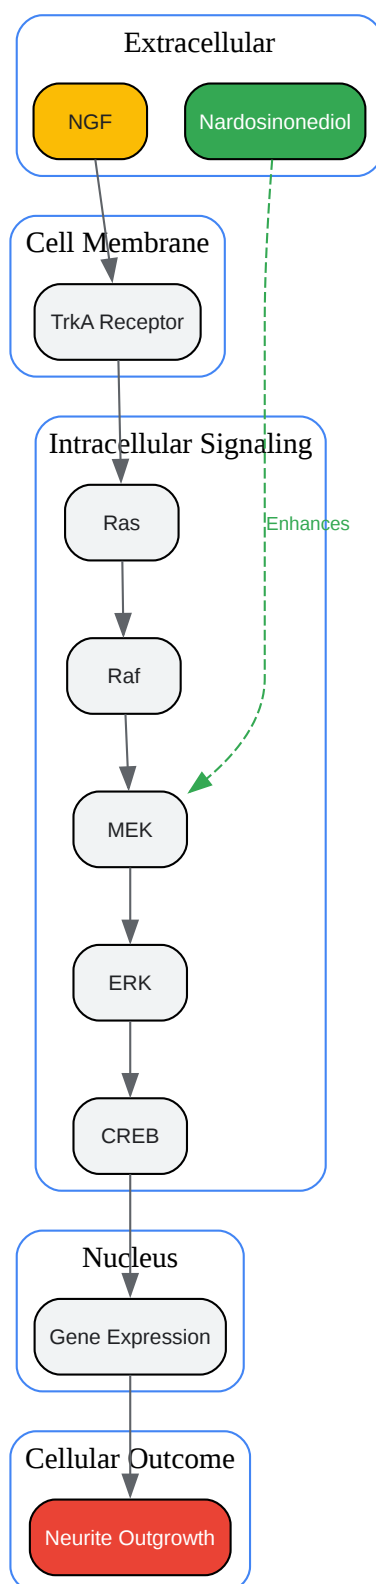 Extracellular
NGF
Nardosinonediol
Cell Membrane
TrkA Receptor
Intracellular Signaling
Ras
Enhances
Raf
MEK
ERK
CREB
Nucleus
Gene Expression
Cellular Outcome
Neurite Outgrowth